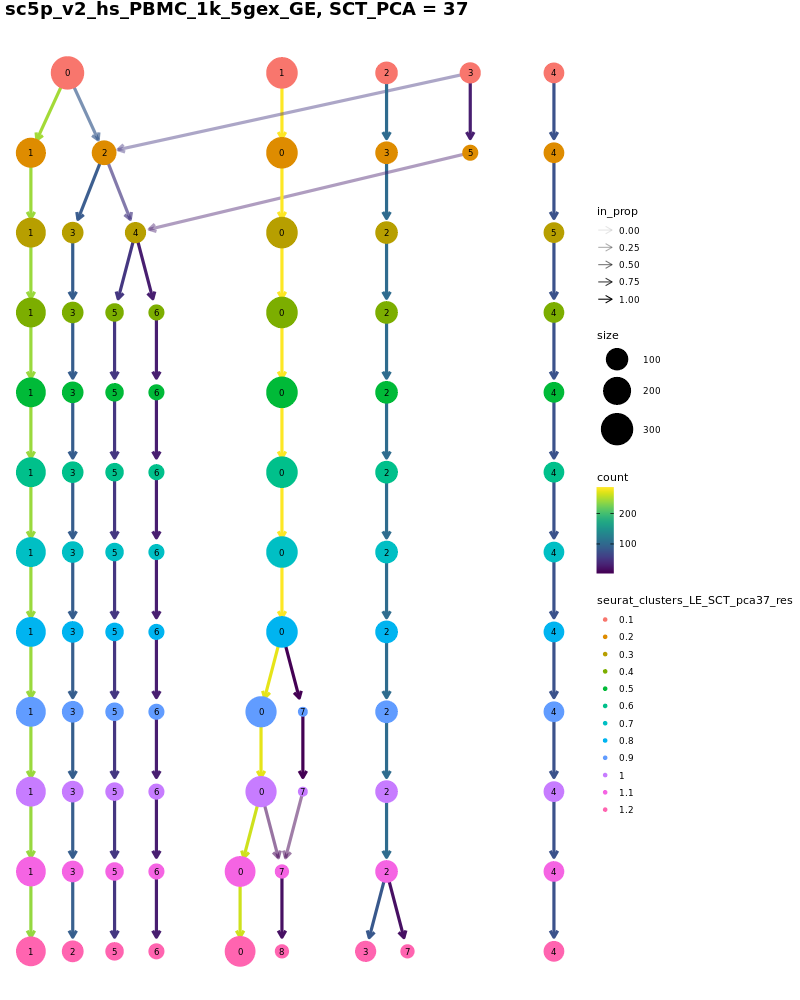 sc5p_v2_hs_PBMC_1k_5gex_GE, SCT_PCA = 37
0 1 2 3 4
1 2 0 3 5 4
1 3 4 0 2 5
1 3 5 6 0 2 4
1 3 5 6 0 2 4
1 3 5 6 0 2 4
1 3 5 6 0 2 4
1 3 5 6 0 2 4
1 3 5 6 0 7 2 4
1 3 5 6 0 7 2 4
1 3 5 6 0 7 2 4
1 2 5 6 0 8 3 7 4
in_prop
0.00
0.25
0.50
0.75
1.00
size
100
200
300
count
200
100
seurat_clusters_LE_SCT_pca37_res
0.1
0.2
0.3
0.4
0.5
0.6
0.7
0.8
0.9
1
1.1
1.2